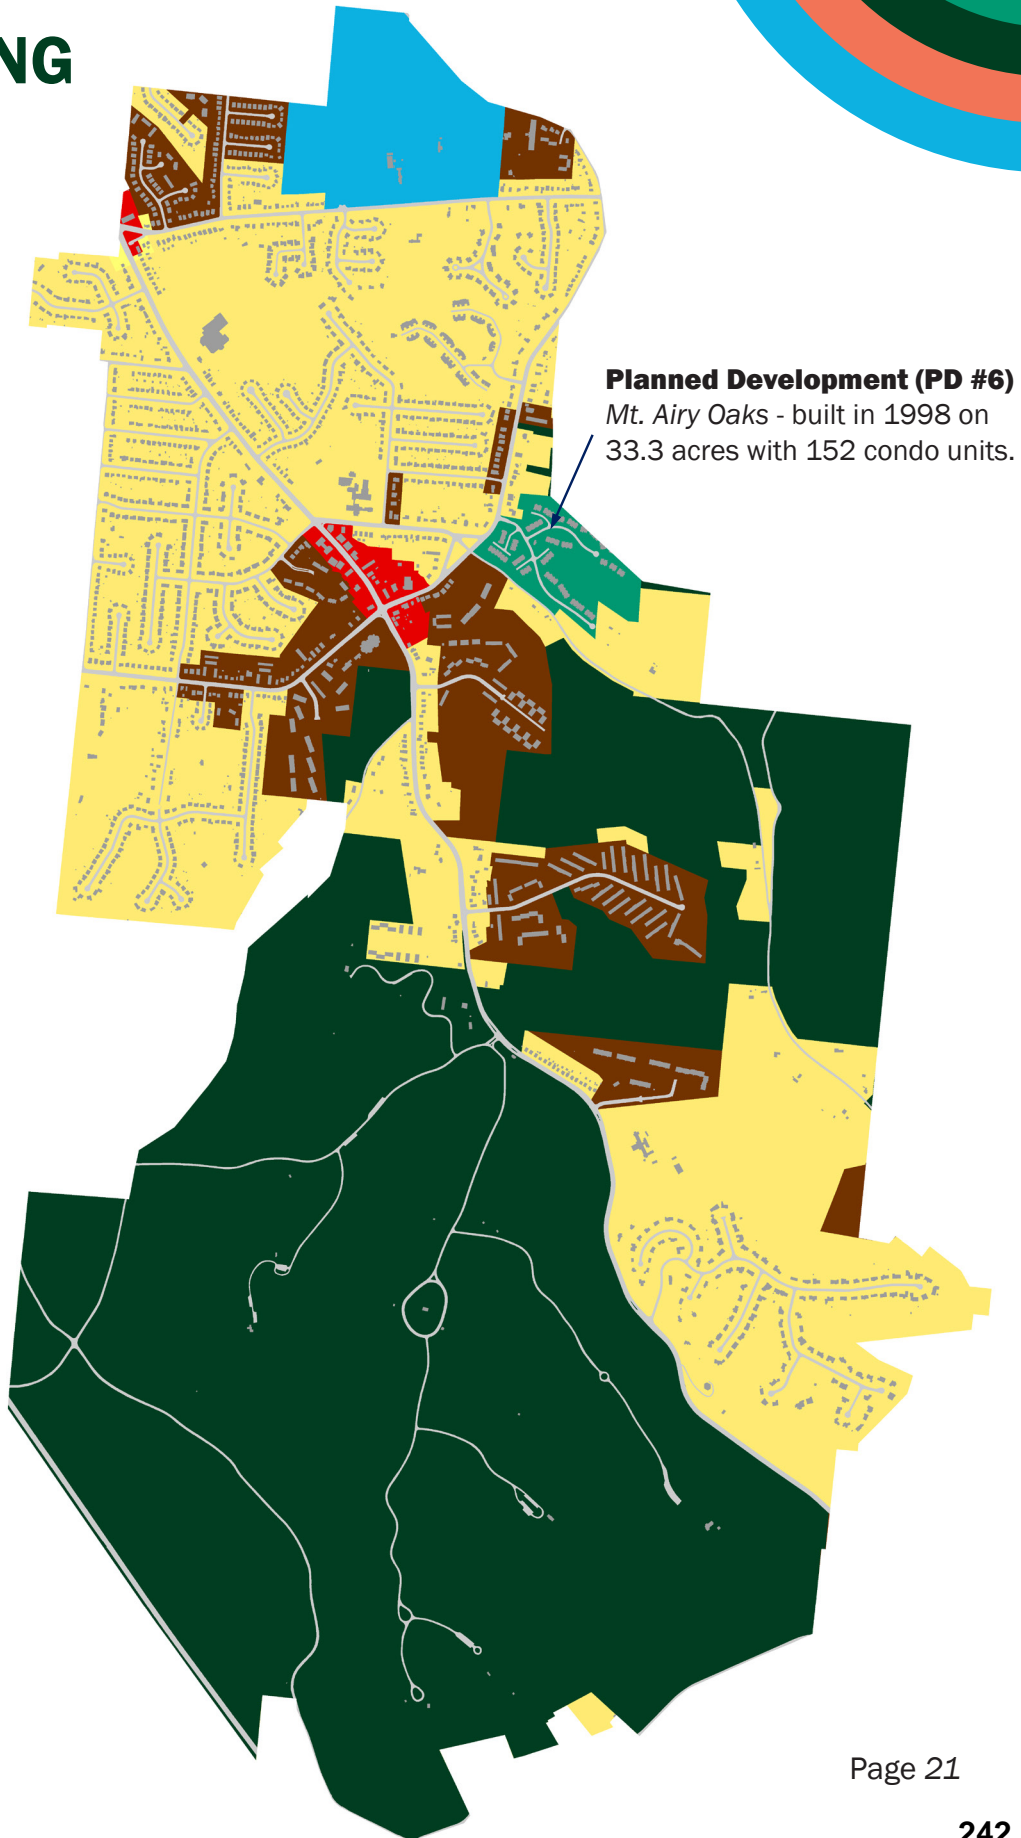 NG
Planned Development (PD #6)
Mt. Airy Oaks - built in 1998 on
33.3 acres with 152 condo units.
Page 21
242